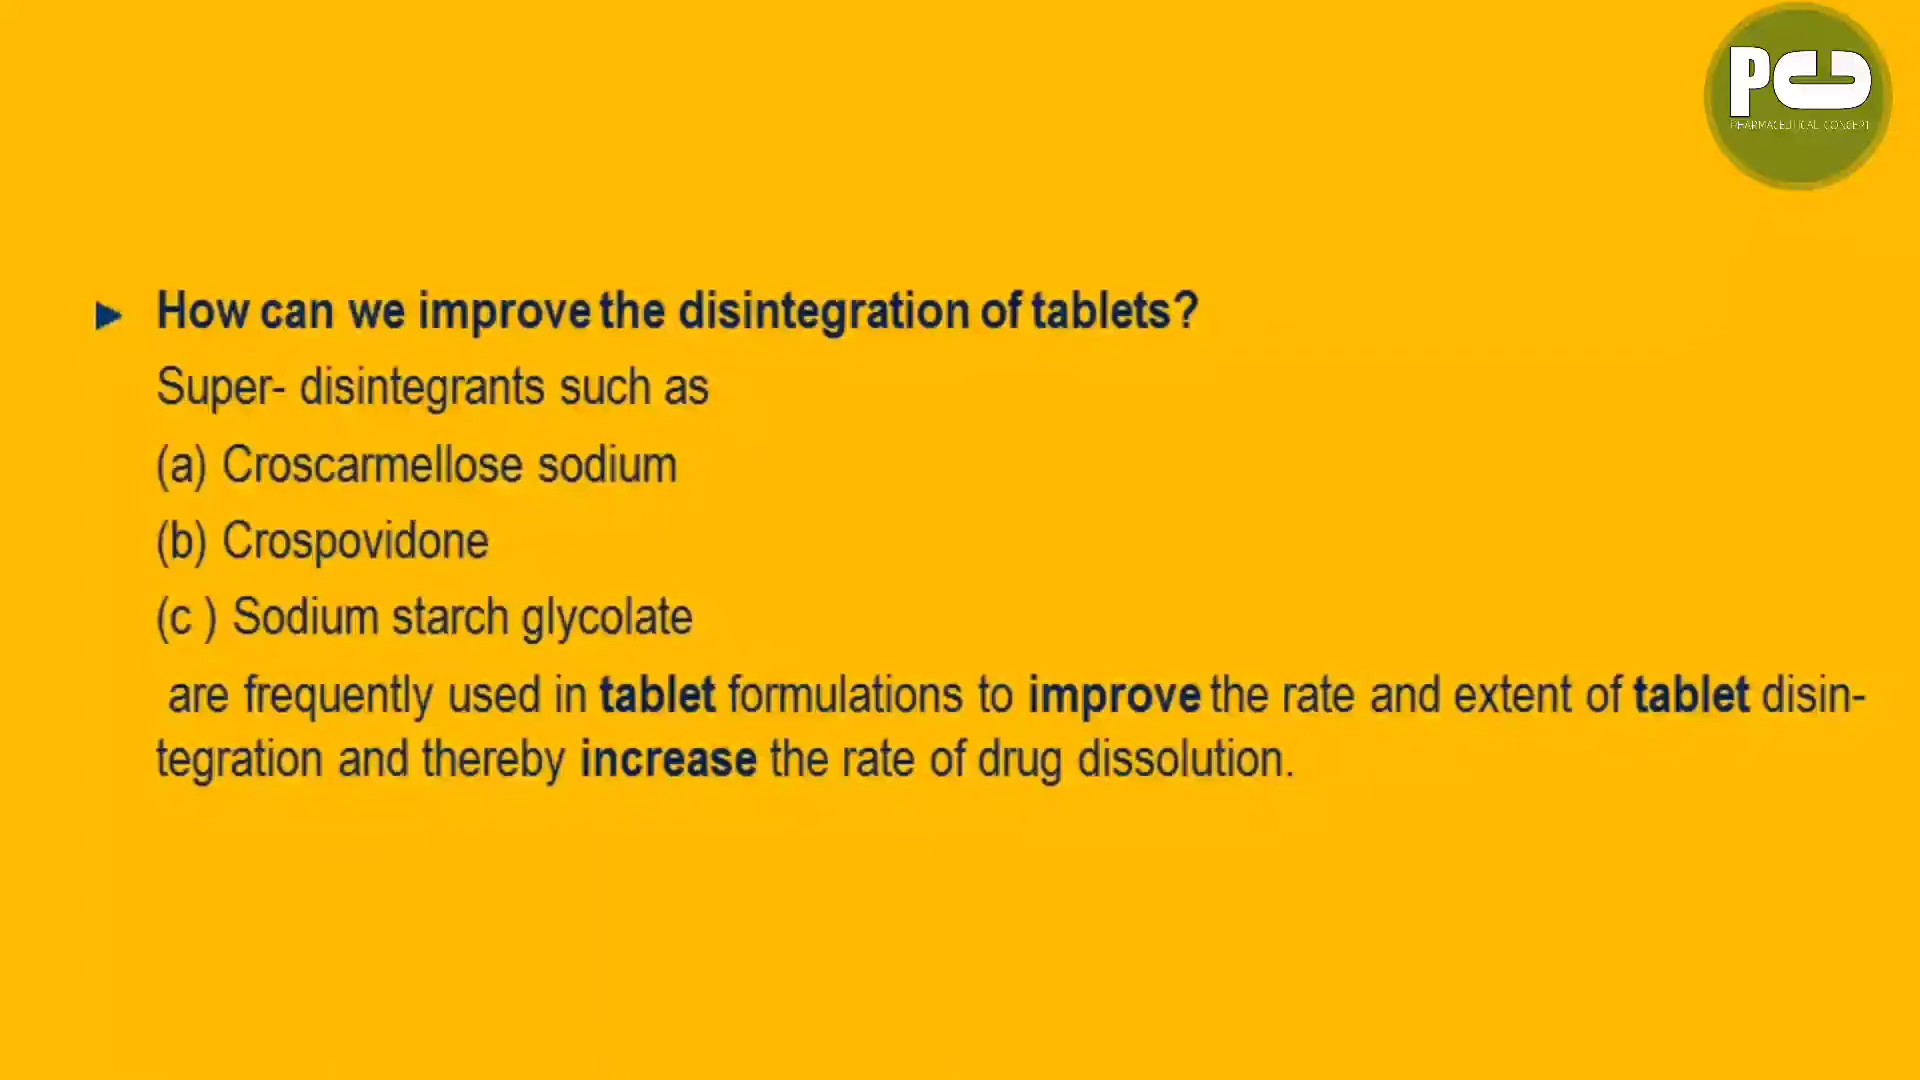 PCD
PHARMACEUTICAL CONCEPT
How can we improve the disintegration of tablets?
Super- disintegrants such as
(a) Croscarmellose sodium
(b) Crospovidone
(c ) Sodium starch glycolate
are frequently used in tablet formulations to improve the rate and extent of tablet disin-
tegration and thereby increase the rate of drug dissolution.